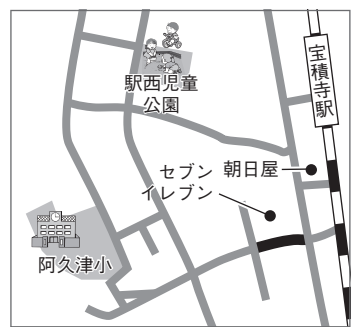 宝積寺駅
駅西児童
公園
セブン
イレブン
朝日屋
阿久津小